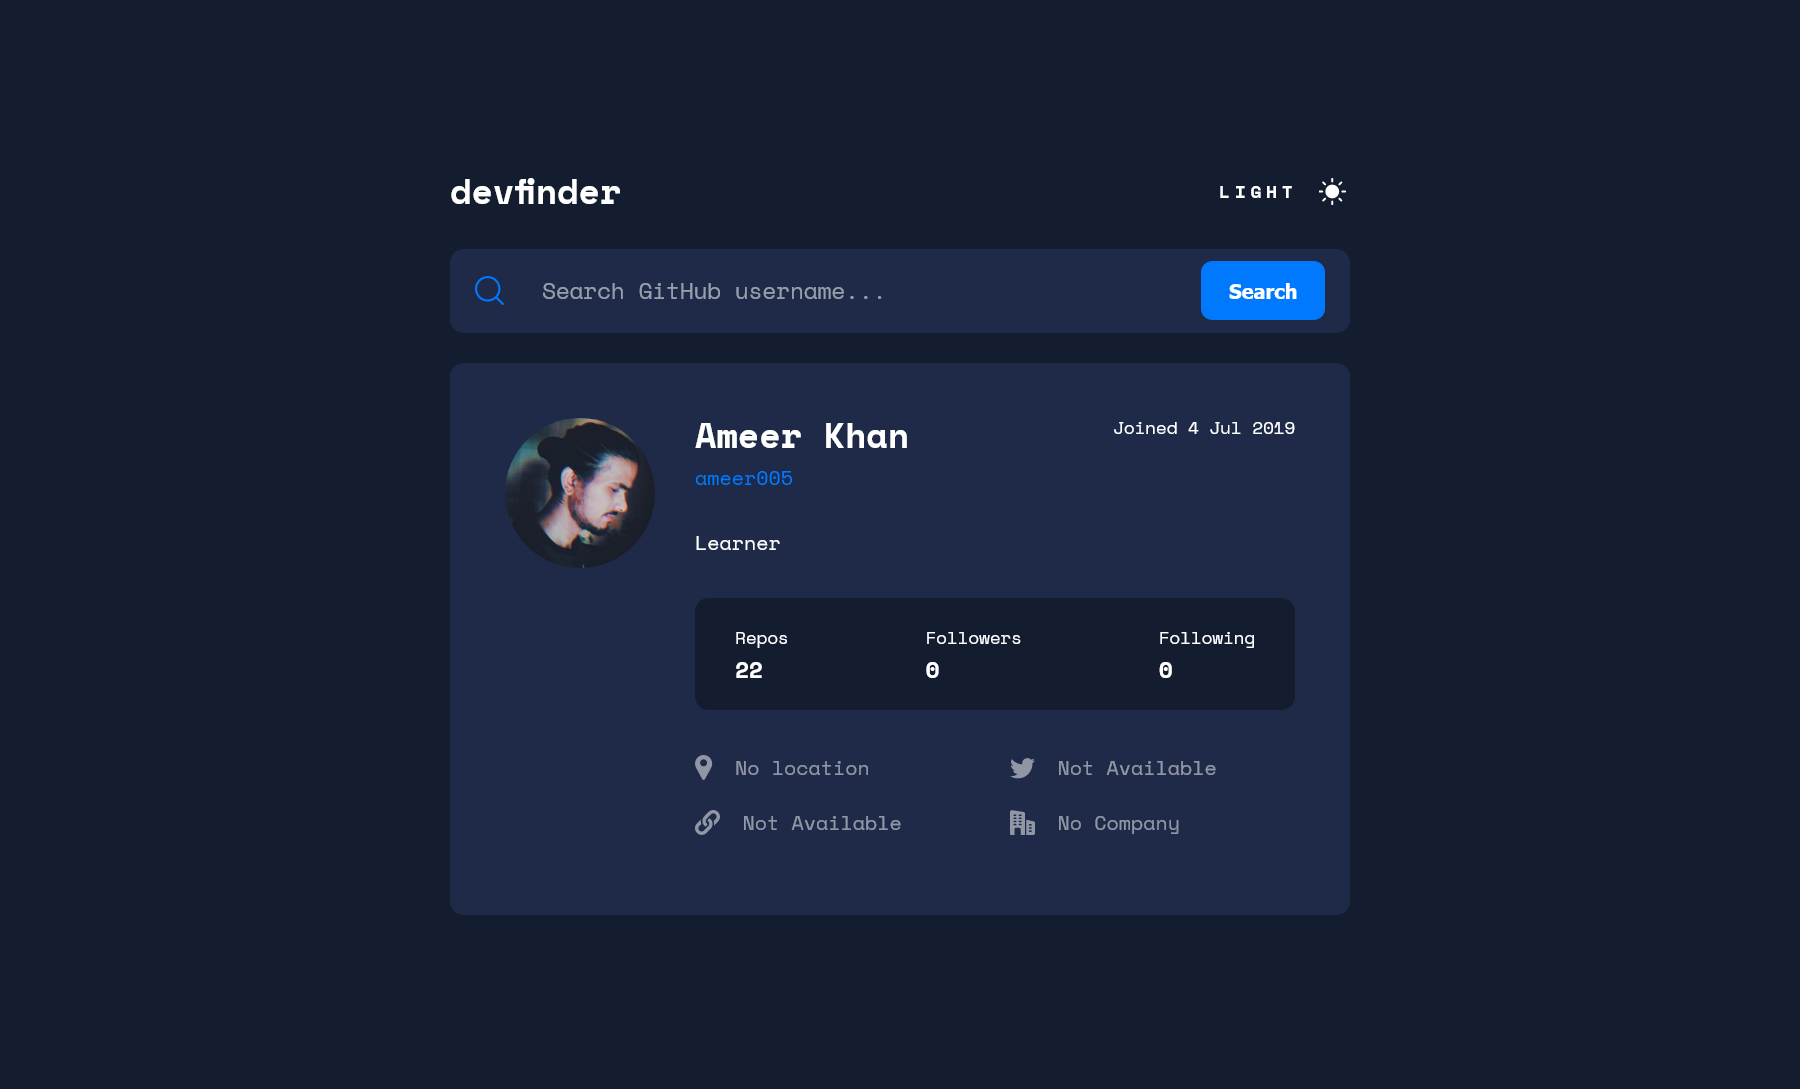 devfinder
LIGHT
Search GitHub username...
Search
Ameer Khan
Joined 4 Jul 2019
ameer005
Learner
Repos
Followers
Following
22
0
0
No location
Not Available
Not Available
No Company